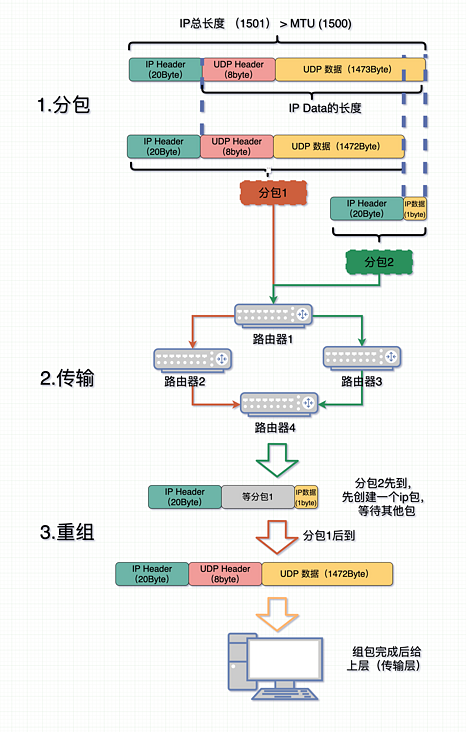 IP总长度 （1501）＞MTU (1500)
IP Header
(20Byte)
UDP Header
(8byte)
UDP 数据（1473Byte)
1.分包
IP Data的长度
IP Header
(20Byte)
UDP Header
(8byte)
UDP 数据（1472Byte)
分包1
IP Header
(20Byte)
IP数据
(1byte)
分包2
路由器1
2.传输
路由器2
路由器3
路由器4
IP Header
(20Byte)
等分包1
IP数据
(1byte)
分包2先到，
先创建一个ip包，
等待其他包
3.重组
分包1后到
IP Header
(20Byte)
UDP Header
(8byte)
UDP 数据（1472Byte)
组包完成后给
上层（传输层）